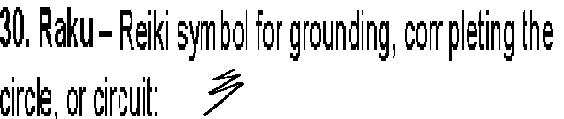 30. Raku – Reiki symbol for grounding, completing the
circle, or circuit: